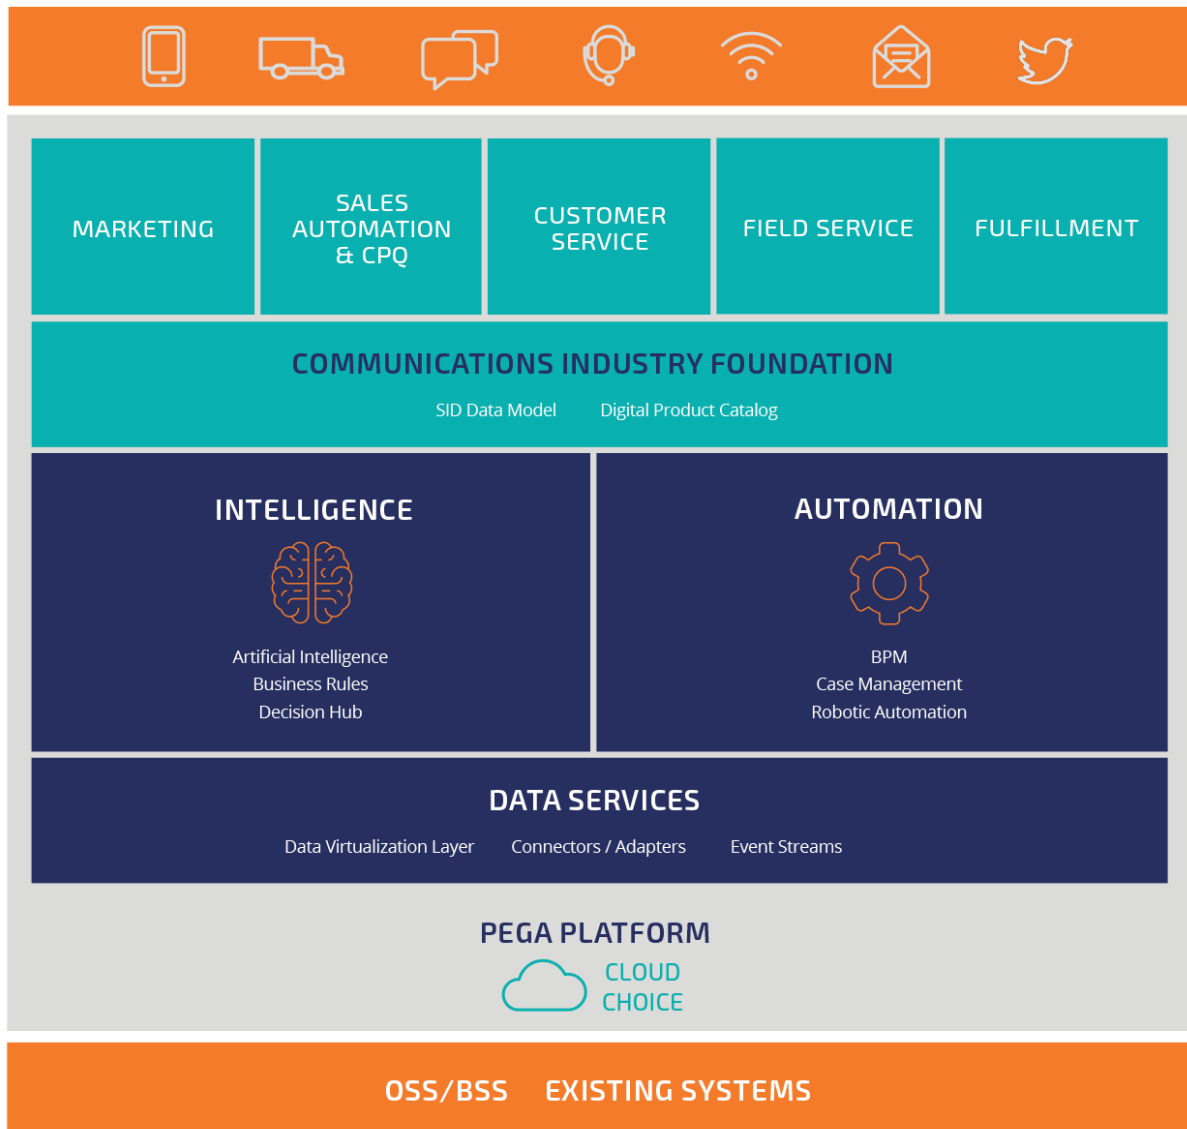 MARKETING
SALES
AUTOMATION
& CPQ
CUSTOMER
SERVICE
FIELD SERVICE
FULFILLMENT
COMMUNICATIONS INDUSTRY FOUNDATION
SID Data Model Digital Product Catalog
INTELLIGENCE
Artificial Intelligence
Business Rules
Decision Hub
AUTOMATION
BPM
Case Management
Robotic Automation
DATA SERVICES
Data Virtualization Layer Connectors / Adapters Event Streams
PEGA PLATFORM
CLOUD
CHOICE
OSS/BSS EXISTING SYSTEMS